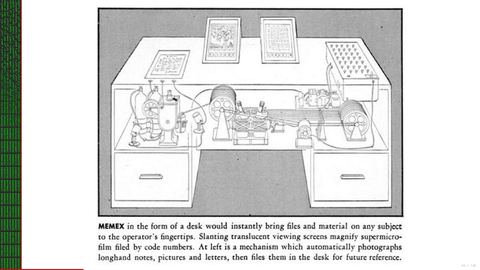 MEMEX in the form of a desk would instantly bring files and material on any subject
to the operator's fingertips. Slanting translucent viewing screens magnify supermicro-
film filed by code numbers. At left is a mechanism which automatically photographs
longhand notes, pictures and letters, then files them in the desk for future reference.